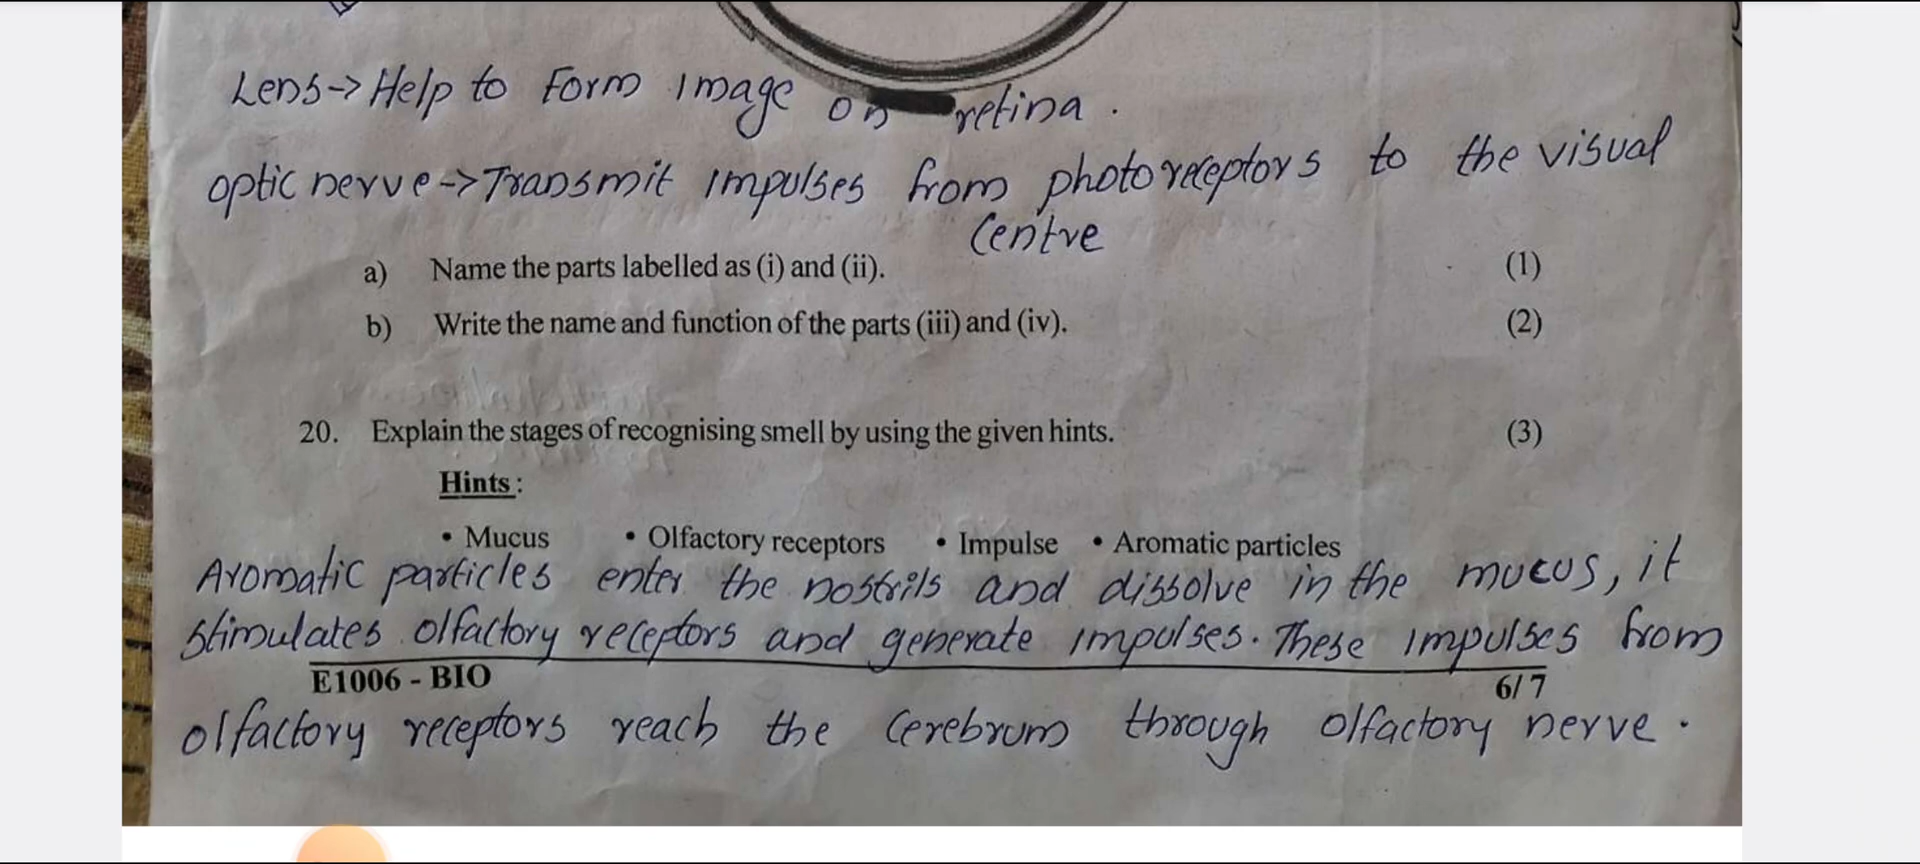 Lens->Help to Form Image on retina.
optic nerve->Transmit impulses from photoreceptors to the visual
Centre
a) Name the parts labelled as (i) and (ii). (1)
b) Write the name and function of the parts (iii) and (iv). (2)
20. Explain the stages of recognising smell by using the given hints. (3)
Hints:
• Mucus • Olfactory receptors • Impulse • Aromatic particles
Aromatic particles enter the nostrils and dissolve in the mucus, it
stimulates olfactory receptors and generate impulses. These impulses from
E1006 - BIO 6/7
olfactory receptors reach the Cerebrum through olfactory nerve.